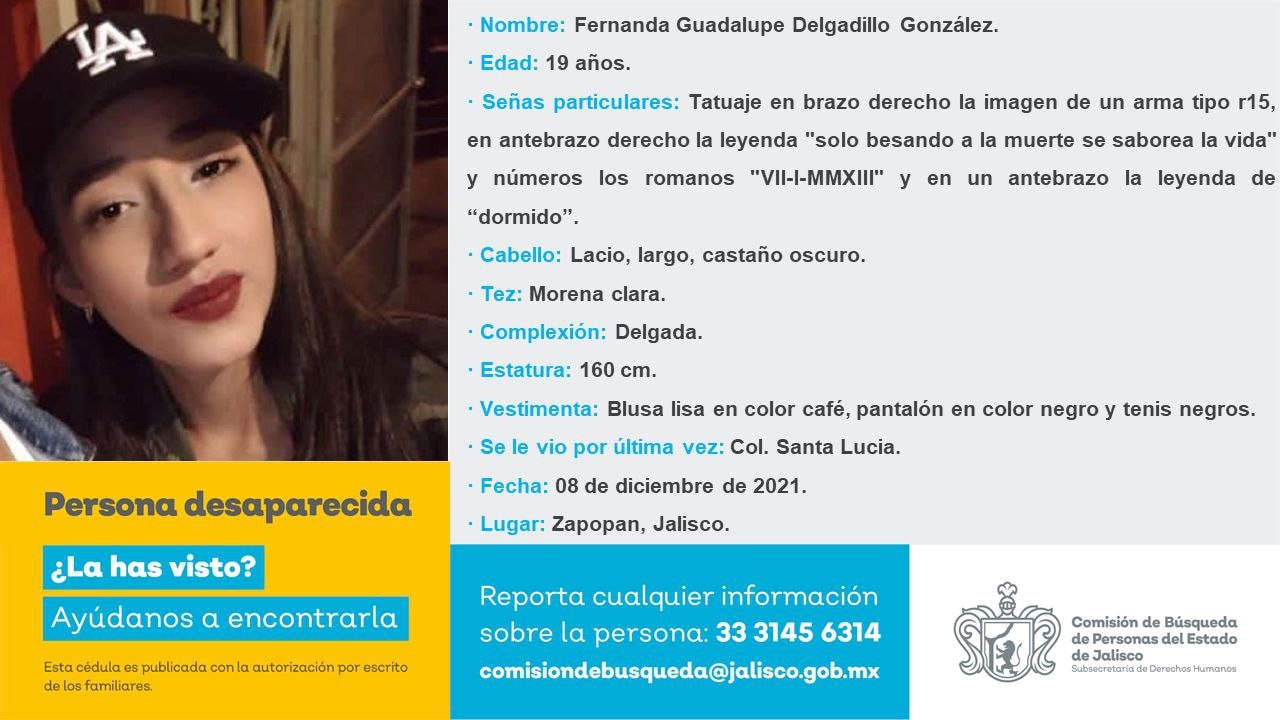 LA
· Nombre: Fernanda Guadalupe Delgadillo González.
· Edad: 19 años.
· Señas particulares: Tatuaje en brazo derecho la imagen de un arma tipo r15,
en antebrazo derecho la leyenda "solo besando a la muerte se saborea la vida"
y números los romanos "VII-I-MMXIII" y en un antebrazo la leyenda de
“dormido”.
· Cabello: Lacio, largo, castaño oscuro.
· Tez: Morena clara.
· Complexión: Delgada.
· Estatura: 160 cm.
· Vestimenta: Blusa lisa en color café, pantalón en color negro y tenis negros.
· Se le vio por última vez: Col. Santa Lucia.
· Fecha: 08 de diciembre de 2021.
· Lugar: Zapopan, Jalisco.
Persona desaparecida
¿La has visto?
Ayúdanos a encontrarla
Esta cédula es publicada con la autorización por escrito
de los familiares.
Reporta cualquier información
sobre la persona: 33 3145 6314
comisiondebusqueda@jalisco.gob.mx
Comisión de Búsqueda
de Personas del Estado
de Jalisco
Subsecretaría de Derechos Humanos